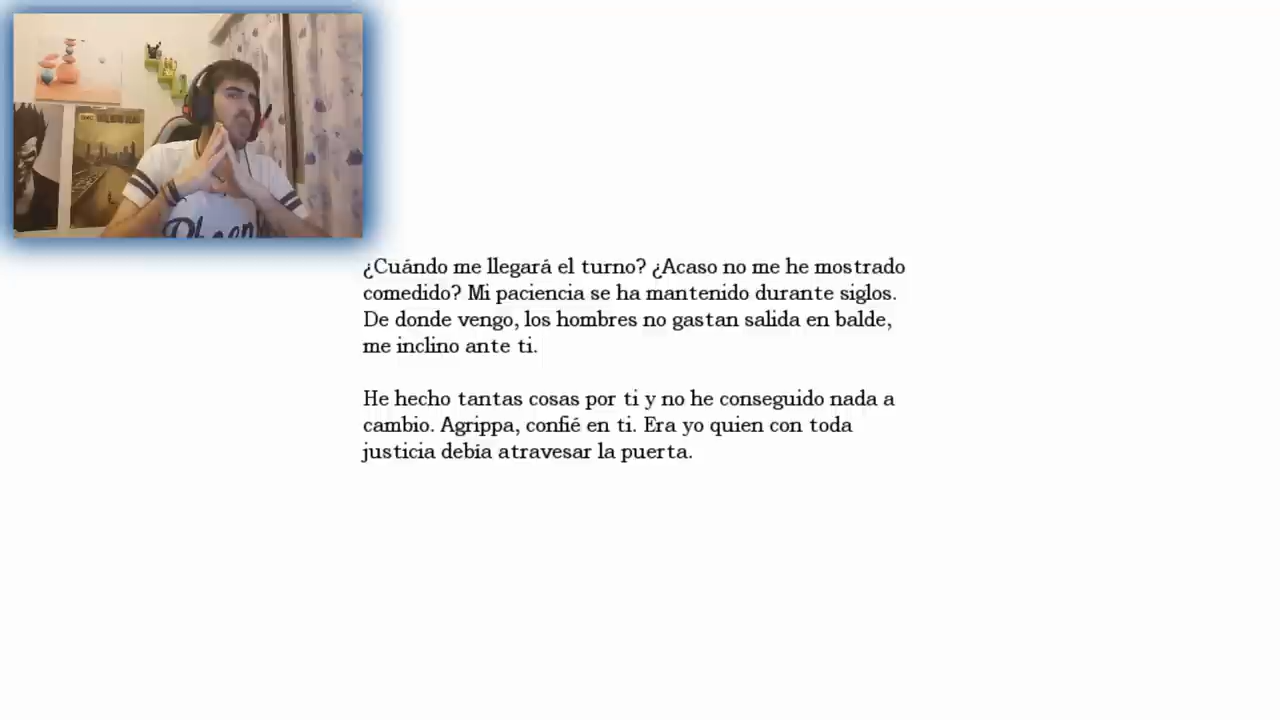 ¿Cuándo me llegará el turno? ¿Acaso no me he mostrado
comedido? Mi paciencia se ha mantenido durante siglos.
De donde vengo, los hombres no gastan salida en balde,
me inclino ante ti.
He hecho tantas cosas por ti y no he conseguido nada a
cambio. Agrippa, confié en ti. Era yo quien con toda
justicia debía atravesar la puerta.